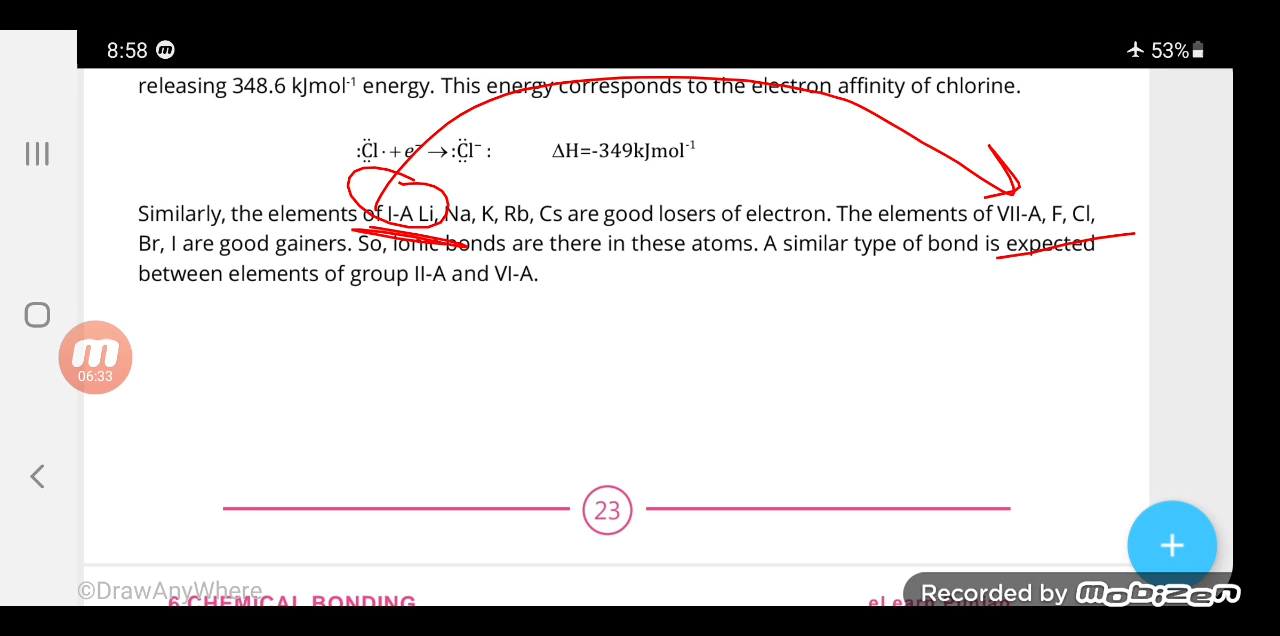 8:58
53%
releasing 348.6 kJmol⁻¹ energy. This energy corresponds to the electron affinity of chlorine.
:C̈l·+e⁻→:C̈l⁻: ΔH=-349kJmol⁻¹
Similarly, the elements of I-A Li, Na, K, Rb, Cs are good losers of electron. The elements of VII-A, F, Cl,
Br, I are good gainers. So, Ionic bonds are there in these atoms. A similar type of bond is expected
between elements of group II-A and VI-A.
06:33
23
©DrawAnyWhere
6 CHEMICAL BONDING
Recorded by mobizen